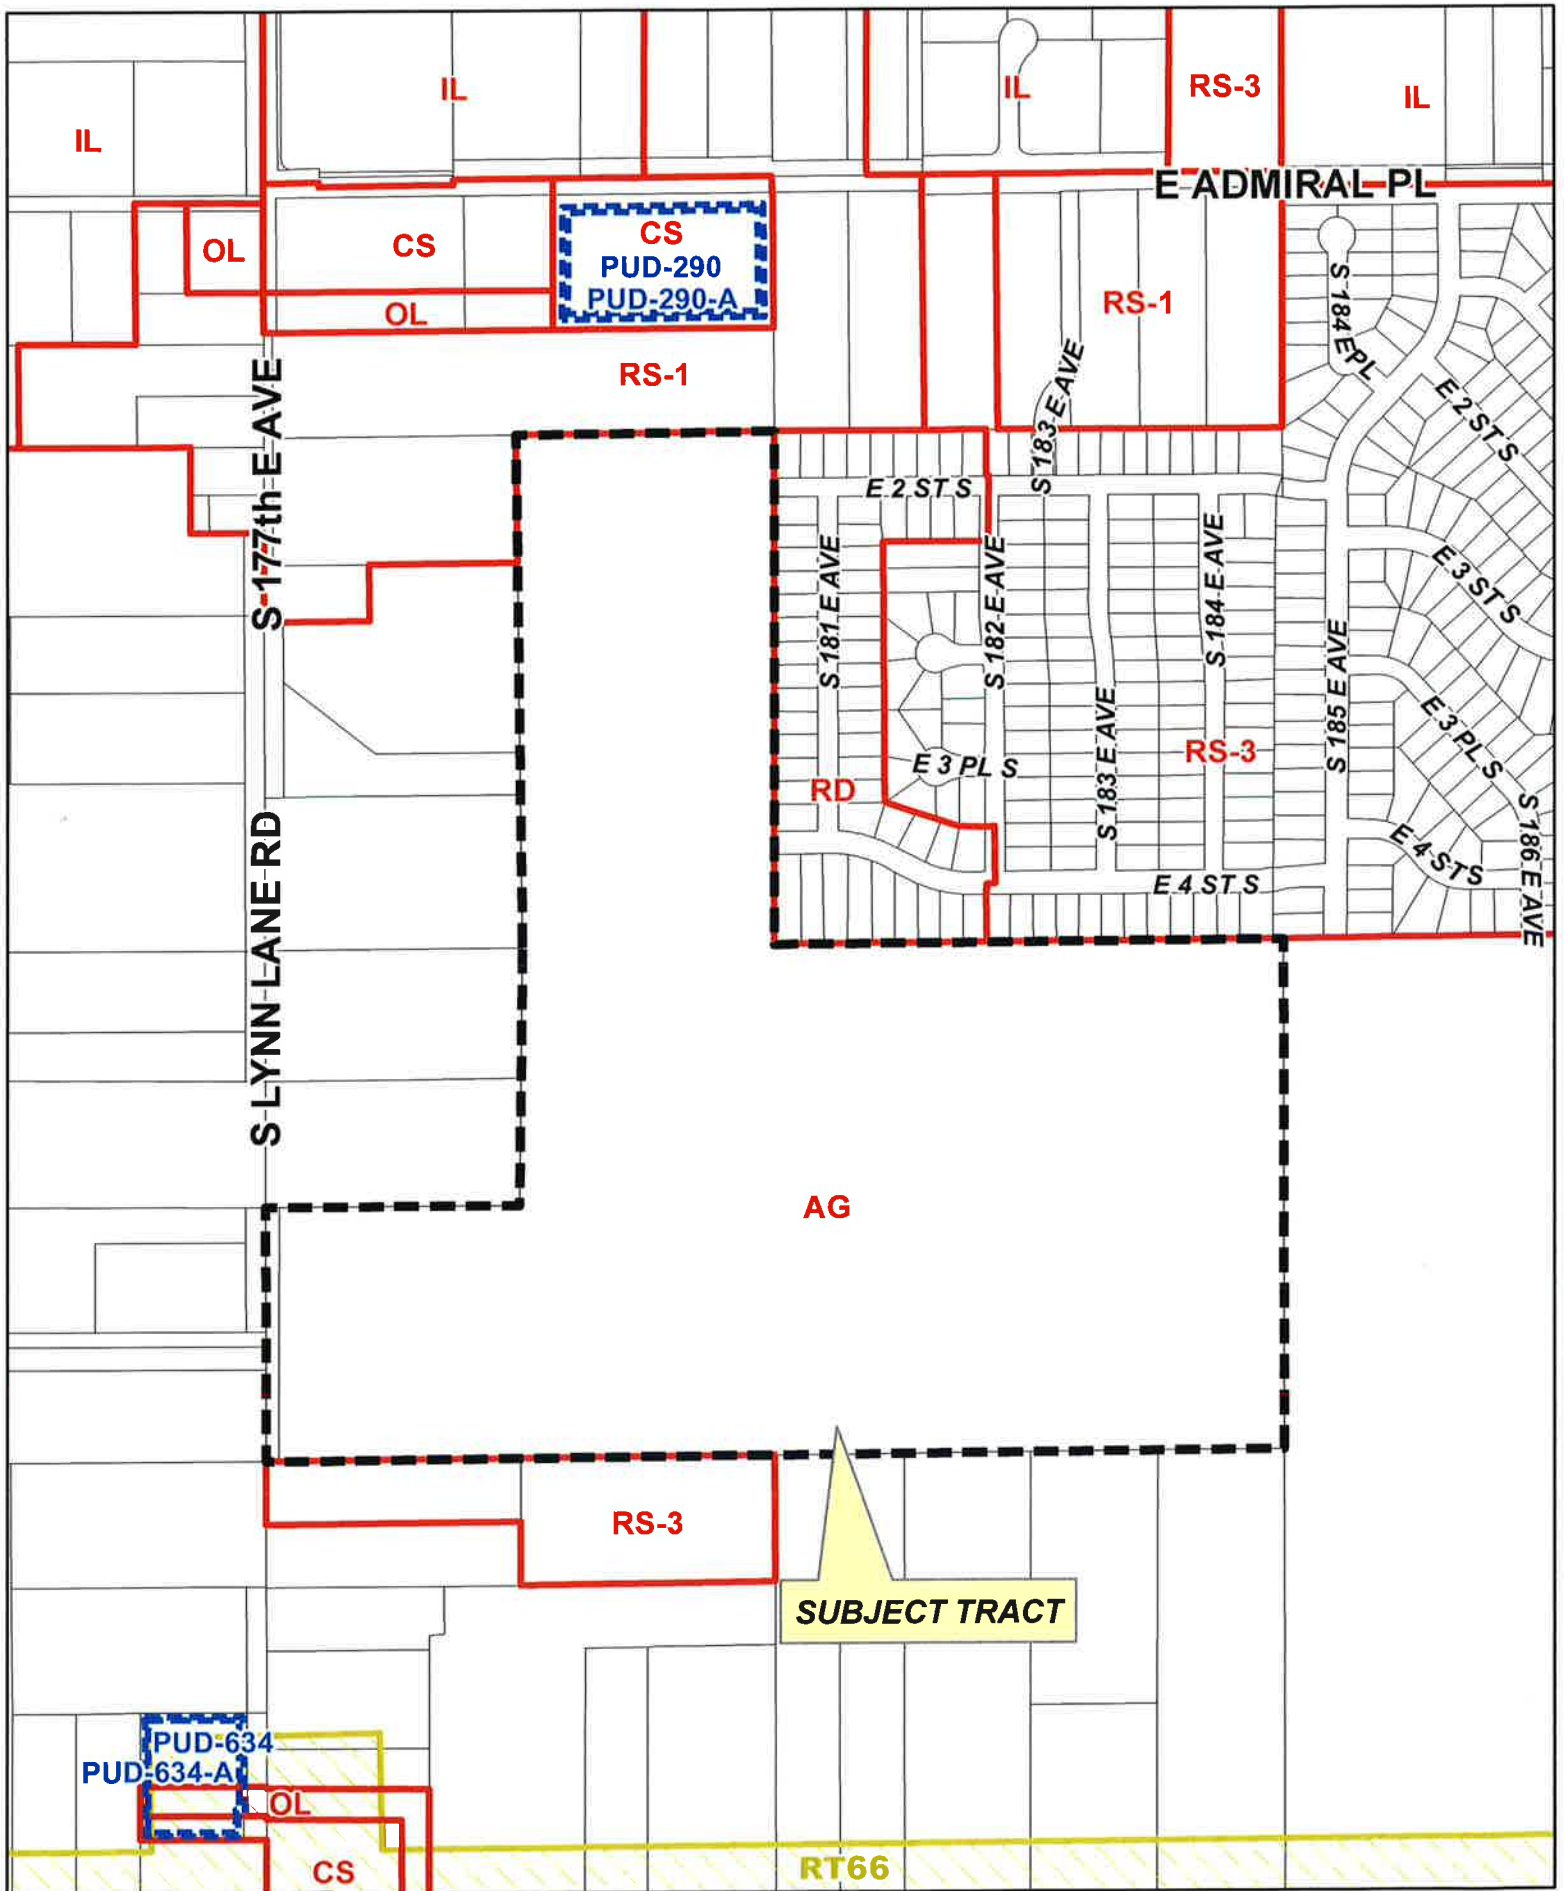 IL
RS-3
IL
IL
IL
E ADMIRAL PL
OL
CS
CS
PUD-290
PUD-290-A
OL
RS-1
RS-1
S 184 E PL
S 183 E AVE
E 2 ST S
S 177th E AVE
E 2 ST S
S 181 E AVE
S 182 E AVE
S 184 E AVE
E 3 ST S
S 185 E AVE
S 183 E AVE
E 3 PL S
RS-3
E 3 PL S
RD
S 186 E AVE
E 4 ST S
E 4 ST S
S LYNN LANE RD
AG
RS-3
SUBJECT TRACT
PUD-634
PUD-634-A
OL
CS
RT66